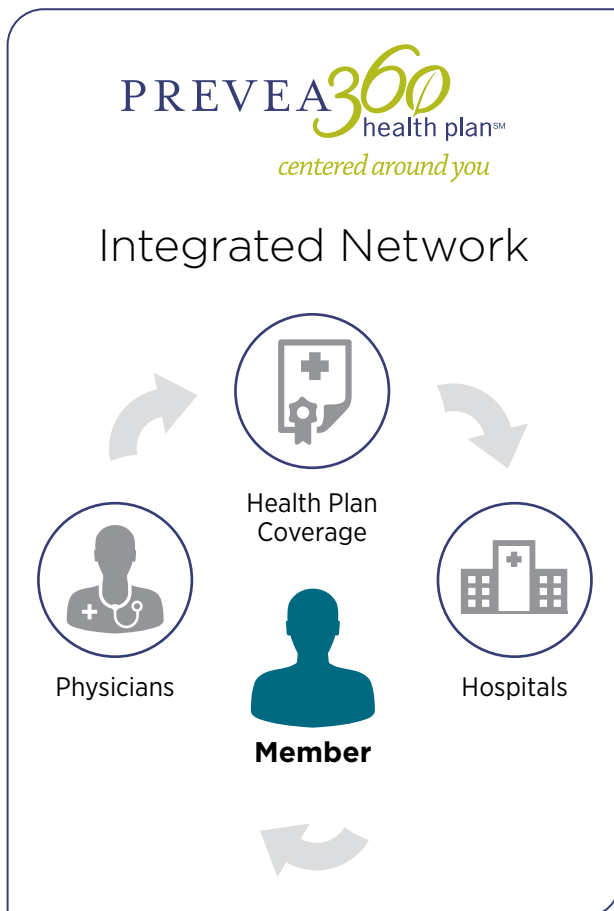 PREVEA360
health plan℠
centered around you
Integrated Network
Health Plan
Coverage
Physicians
Hospitals
Member